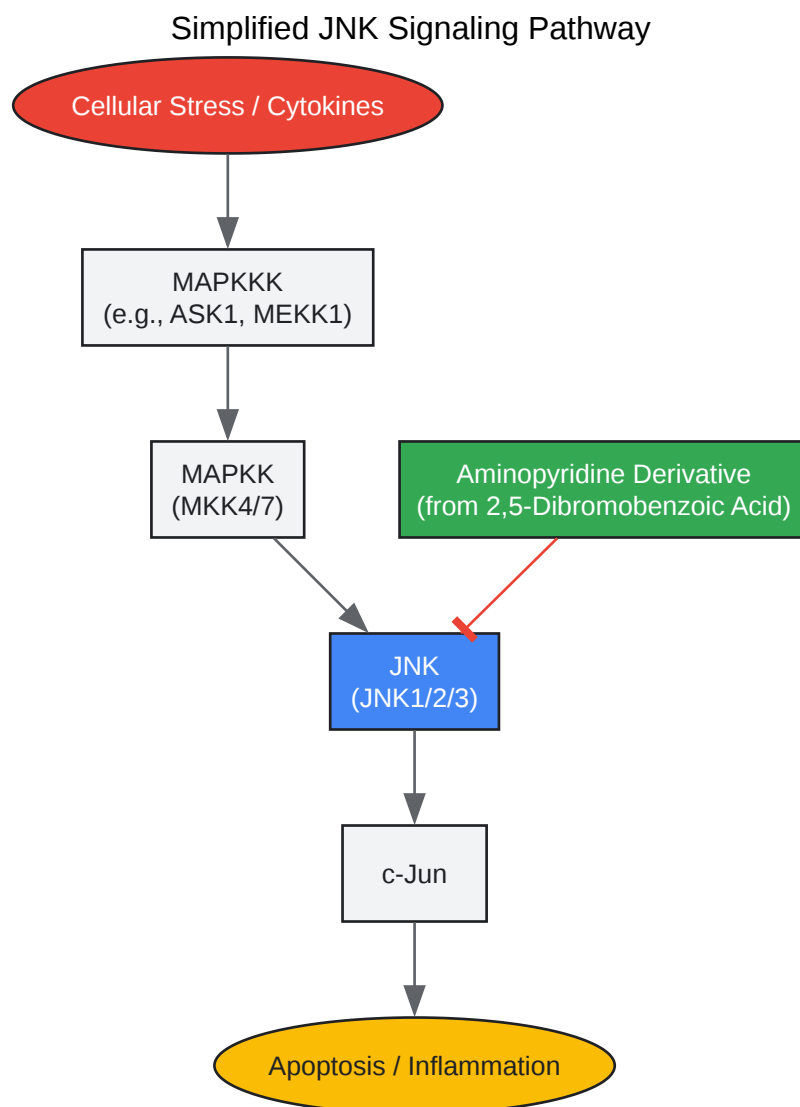 Simplified JNK Signaling Pathway
Cellular Stress / Cytokines
MAPKKK
(e.g., ASK1, MEKK1)
MAPKK
(MKK4/7)
Aminopyridine Derivative
(from 2,5-Dibromobenzoic Acid)
JNK
(JNK1/2/3)
c-Jun
Apoptosis / Inflammation